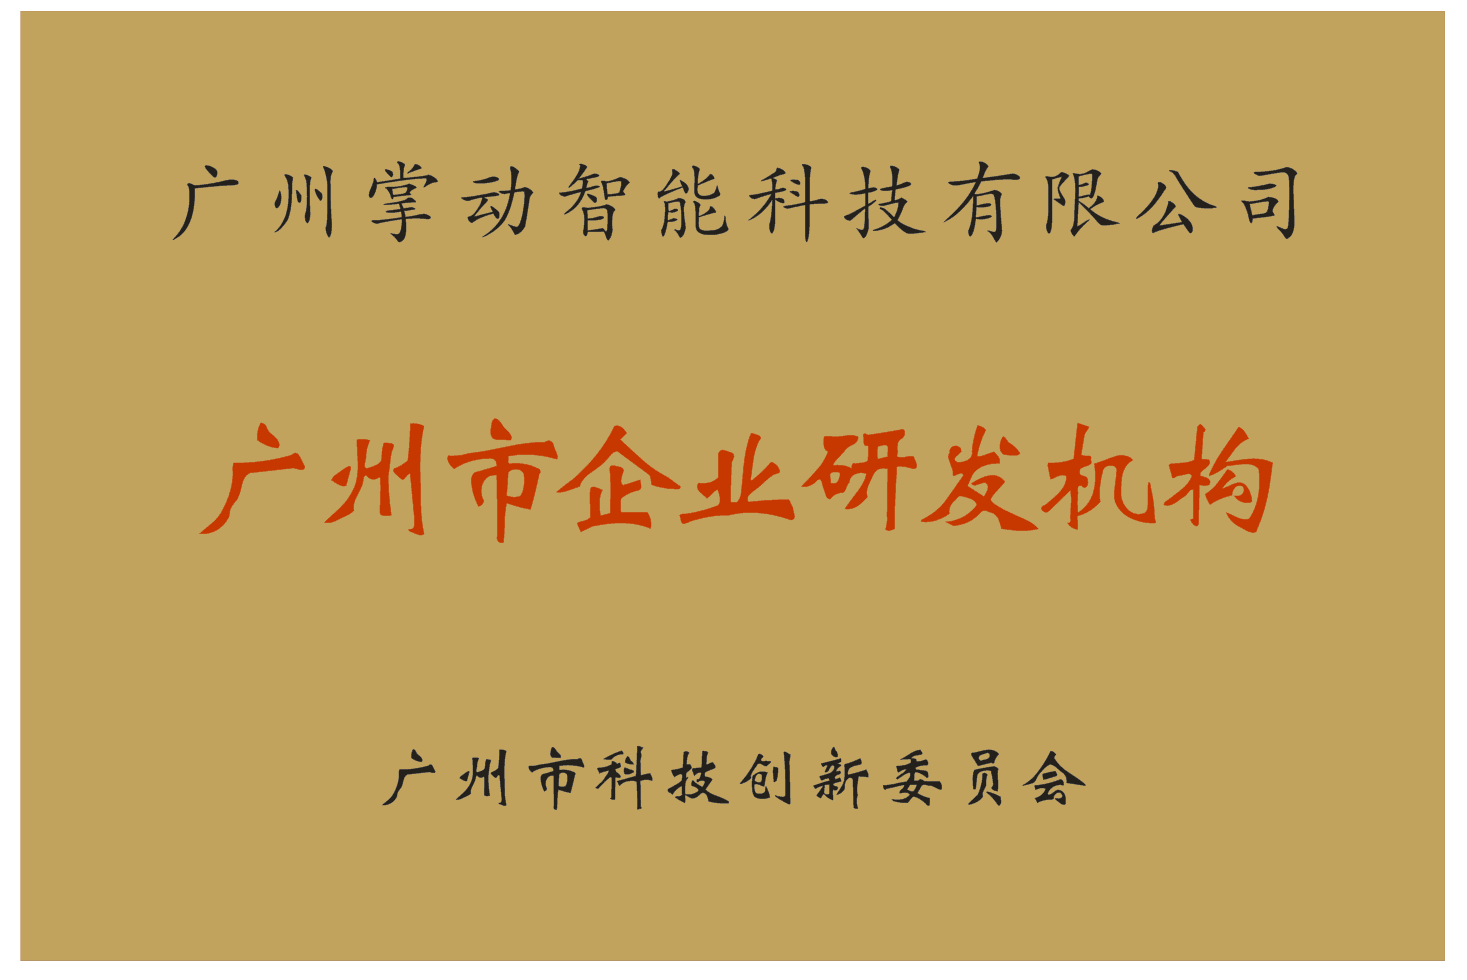 广州掌动智能科技有限公司
广州市企业研发机构
广州市科技创新委员会